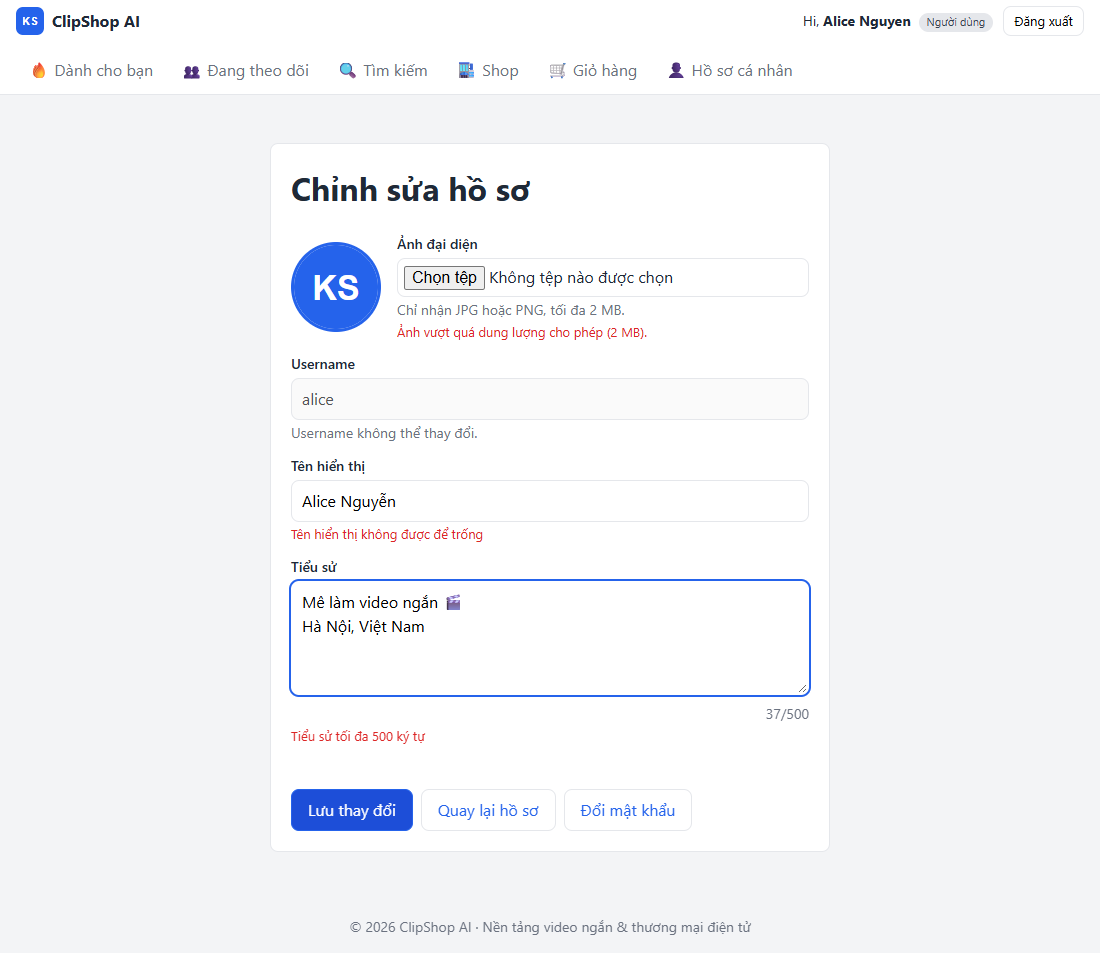 KS ClipShop AI
Hi, Alice Nguyen Người dùng Đăng xuất
🔥 Dành cho bạn 👥 Đang theo dõi 🔍 Tìm kiếm 🏪 Shop 🛒 Giỏ hàng 👤 Hồ sơ cá nhân
Chỉnh sửa hồ sơ
KS
Ảnh đại diện
Chọn tệp Không tệp nào được chọn
Chỉ nhận JPG hoặc PNG, tối đa 2 MB.
Ảnh vượt quá dung lượng cho phép (2 MB).
Username
alice
Username không thể thay đổi.
Tên hiển thị
Alice Nguyễn
Tên hiển thị không được để trống
Tiểu sử
Mê làm video ngắn 🎬
Hà Nội, Việt Nam
37/500
Tiểu sử tối đa 500 ký tự
Lưu thay đổi Quay lại hồ sơ Đổi mật khẩu
© 2026 ClipShop AI · Nền tảng video ngắn & thương mại điện tử